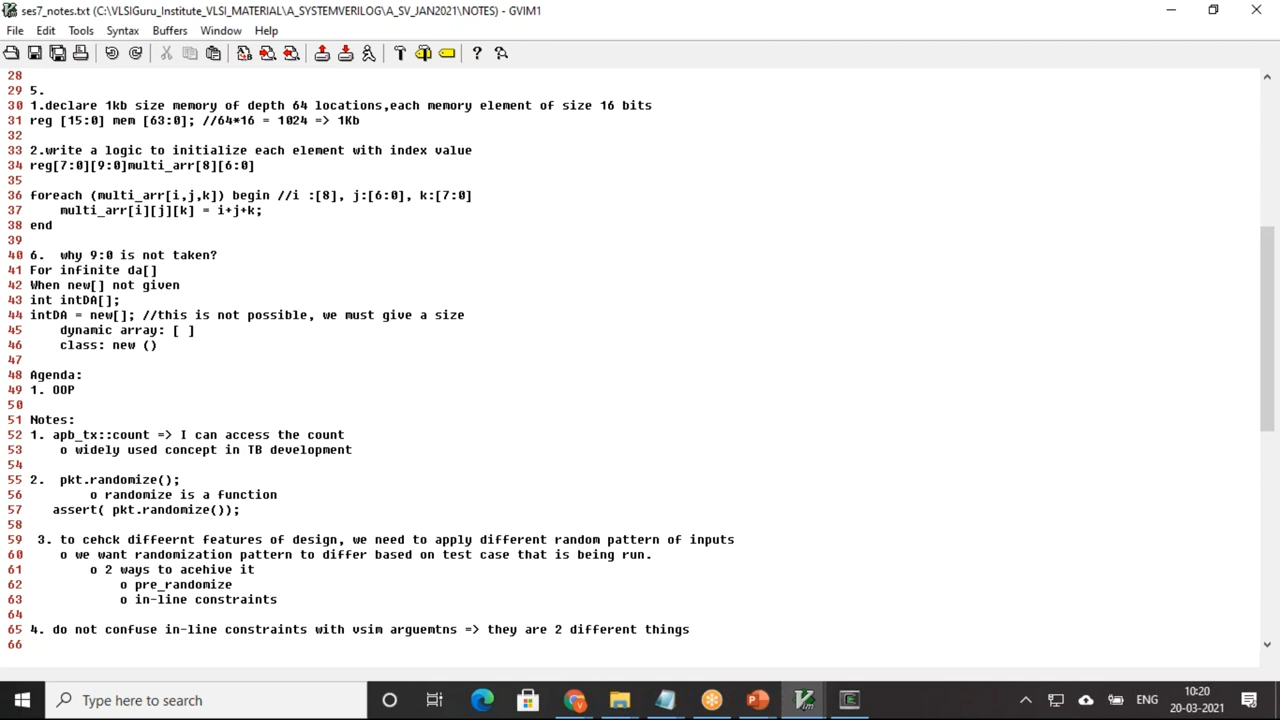 ses7_notes.txt (C:\VLSIGuru_Institute_VLSI_MATERIAL\A_SYSTEMVERILOG\A_SV_JAN2021\NOTES) - GVIM1
File Edit Tools Syntax Buffers Window Help
28
29 5.
30 1.declare 1kb size memory of depth 64 locations,each memory element of size 16 bits
31 reg [15:0] mem [63:0]; //64*16 = 1024 => 1Kb
32
33 2.write a logic to initialize each element with index value
34 reg[7:0][9:0]multi_arr[8][6:0]
35
36 foreach (multi_arr[i,j,k]) begin //i :[8], j:[6:0], k:[7:0]
37     multi_arr[i][j][k] = i+j+k;
38 end
39
40 6.  why 9:0 is not taken?
41 For infinite da[]
42 When new[] not given
43 int intDA[];
44 intDA = new[]; //this is not possible, we must give a size
45     dynamic array: [ ]
46     class: new ()
47
48 Agenda:
49 1. OOP
50
51 Notes:
52 1. apb_tx::count => I can access the count
53     o widely used concept in TB development
54
55 2.  pkt.randomize();
56         o randomize is a function
57    assert( pkt.randomize());
58
59  3. to cehck diffeernt features of design, we need to apply different random pattern of inputs
60     o we want randomization pattern to differ based on test case that is being run.
61         o 2 ways to acehive it
62             o pre_randomize
63             o in-line constraints
64
65 4. do not confuse in-line constraints with vsim arguemtns => they are 2 different things
66
Type here to search
ENG
10:20
20-03-2021